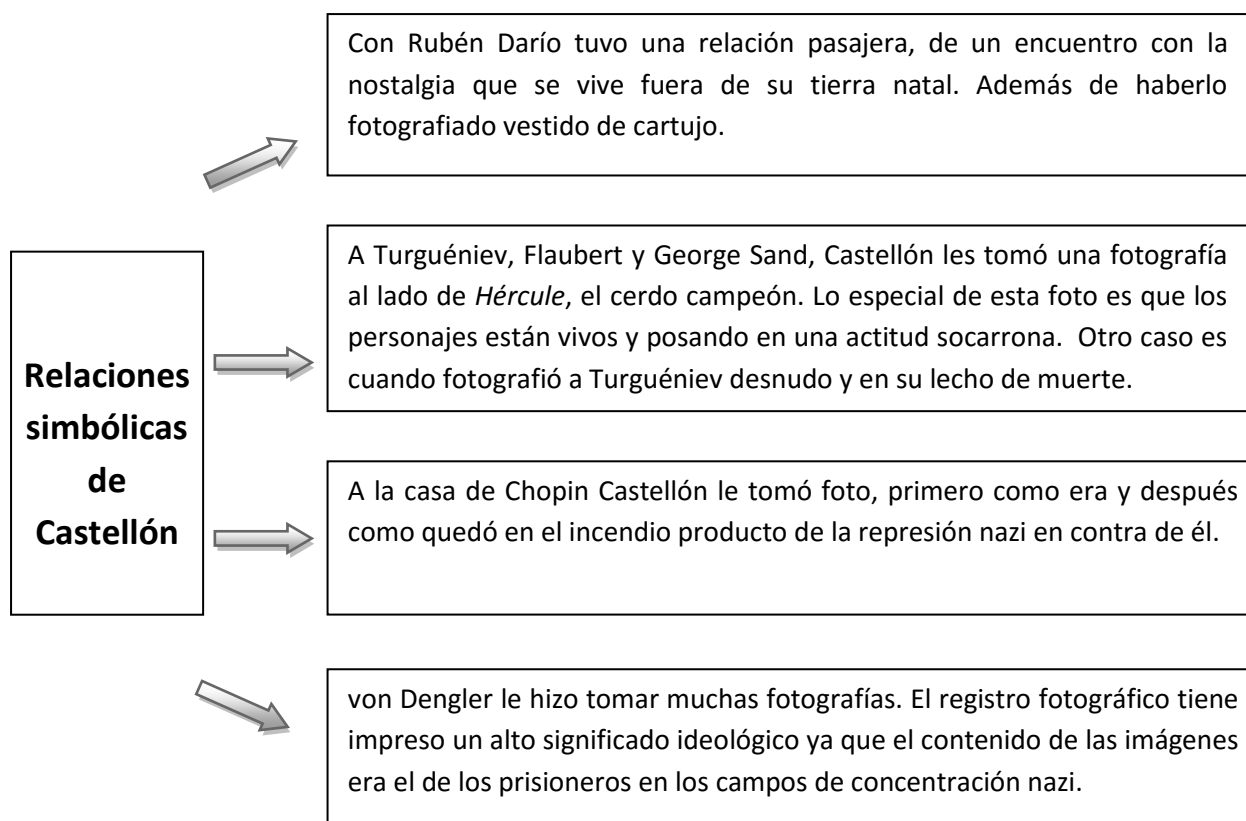 Con Rubén Darío tuvo una relación pasajera, de un encuentro con la
nostalgia que se vive fuera de su tierra natal. Además de haberlo
fotografiado vestido de cartujo.
A Turguéniev, Flaubert y George Sand, Castellón les tomó una fotografía
al lado de Hércule, el cerdo campeón. Lo especial de esta foto es que los
personajes están vivos y posando en una actitud socarrona. Otro caso es
cuando fotografió a Turguéniev desnudo y en su lecho de muerte.
Relaciones
simbólicas
de
Castellón
A la casa de Chopin Castellón le tomó foto, primero como era y después
como quedó en el incendio producto de la represión nazi en contra de él.
von Dengler le hizo tomar muchas fotografías. El registro fotográfico tiene
impreso un alto significado ideológico ya que el contenido de las imágenes
era el de los prisioneros en los campos de concentración nazi.